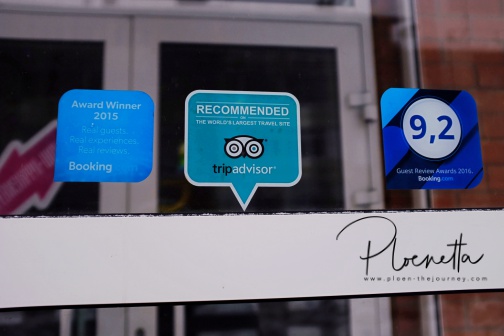 Award Winner
2015
Real guests.
Real experiences.
Real reviews.
Booking
RECOMMENDED
ON
THE WORLD'S LARGEST TRAVEL SITE
tripadvisor
9,2
Guest Review Awards 2016
Booking.com
Ploenetta
www.ploen-thejourney.com